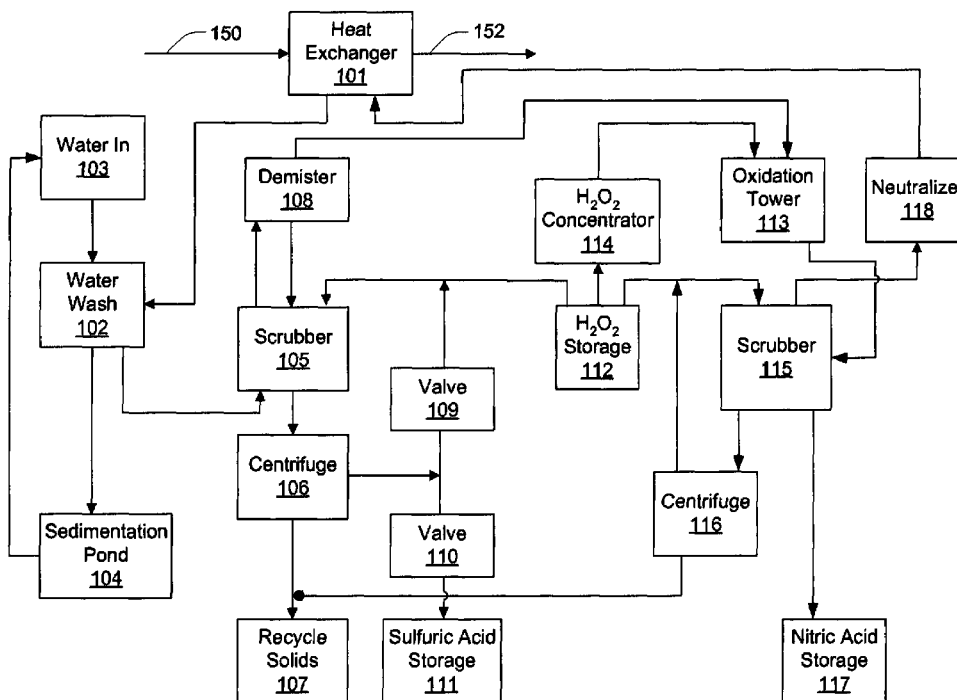 150
Heat
Exchanger
101
152
Water In
103
Demister
108
H₂O₂
Concentrator
114
Oxidation
Tower
113
Neutralize
118
Water
Wash
102
Scrubber
105
H₂O₂
Storage
112
Scrubber
115
Valve
109
Centrifuge
106
Centrifuge
116
Sedimentation
Pond
104
Valve
110
Recycle
Solids
107
Sulfuric Acid
Storage
111
Nitric Acid
Storage
117